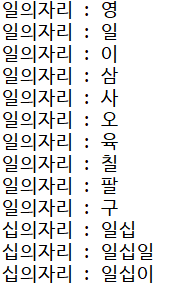 일의자리 : 영
일의자리 : 일
일의자리 : 이
일의자리 : 삼
일의자리 : 사
일의자리 : 오
일의자리 : 육
일의자리 : 칠
일의자리 : 팔
일의자리 : 구
십의자리 : 일십
십의자리 : 일십일
십의자리 : 일십이